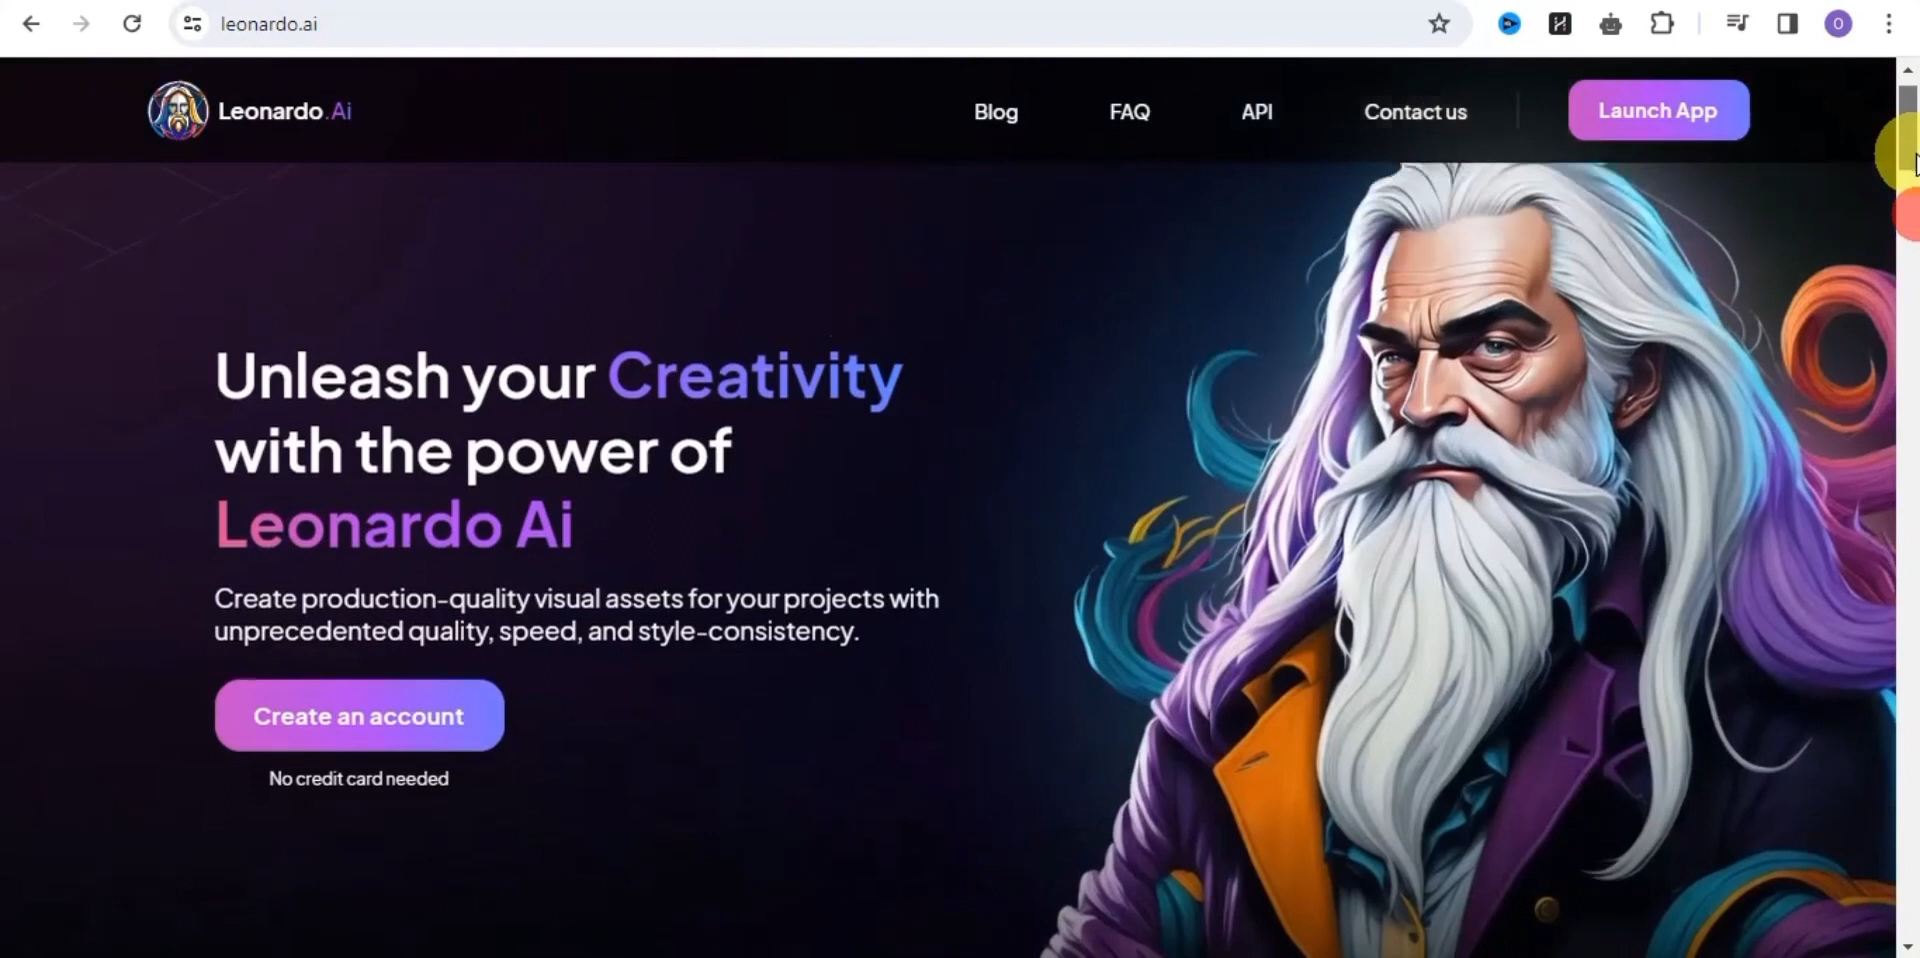 leonardo.ai
O
Leonardo.Ai
Blog
FAQ
API
Contact us
Launch App
Unleash your Creativity
with the power of
Leonardo Ai
Create production-quality visual assets for your projects with
unprecedented quality, speed, and style-consistency.
Create an account
No credit card needed